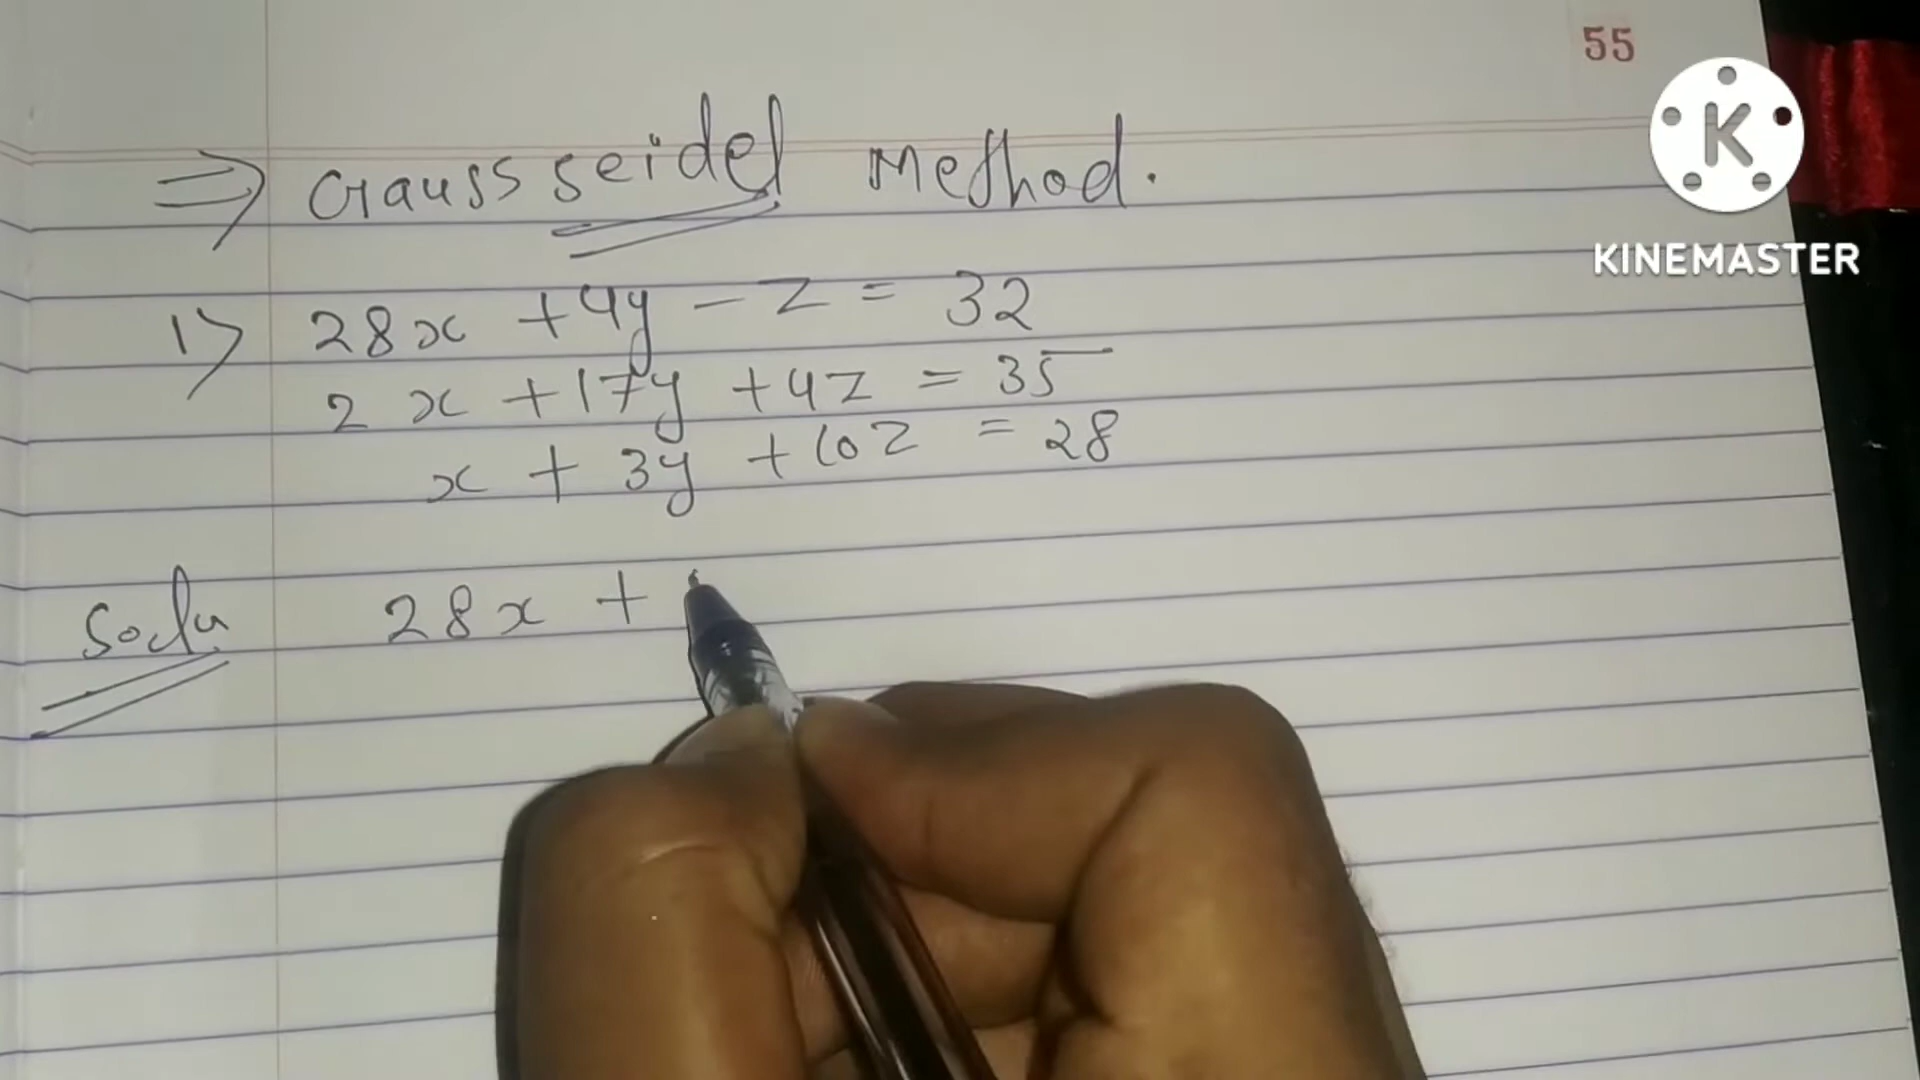 55
K
KINEMASTER
⇒ Gauss seidel Method.
1) 28x + 4y - z = 32
2x + 17y + 4z = 35
x + 3y + 10z = 28
Soln 28x +